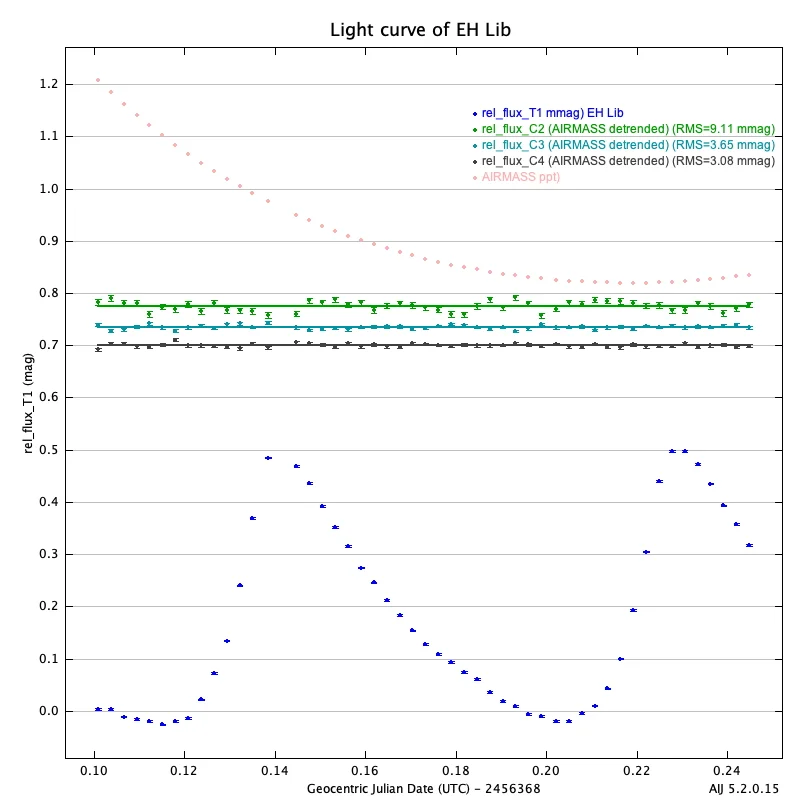 Light curve of EH Lib
rel_flux_T1 mmag) EH Lib
rel_flux_C2 (AIRMASS detrended) (RMS=9.11 mmag)
rel_flux_C3 (AIRMASS detrended) (RMS=3.65 mmag)
rel_flux_C4 (AIRMASS detrended) (RMS=3.08 mmag)
AIRMASS ppt)
rel_flux_T1 (mag)
1.2
1.1
1.0
0.9
0.8
0.7
0.6
0.5
0.4
0.3
0.2
0.1
0.0
0.10 0.12 0.14 0.16 0.18 0.20 0.22 0.24
Geocentric Julian Date (UTC) - 2456368
AIJ 5.2.0.15